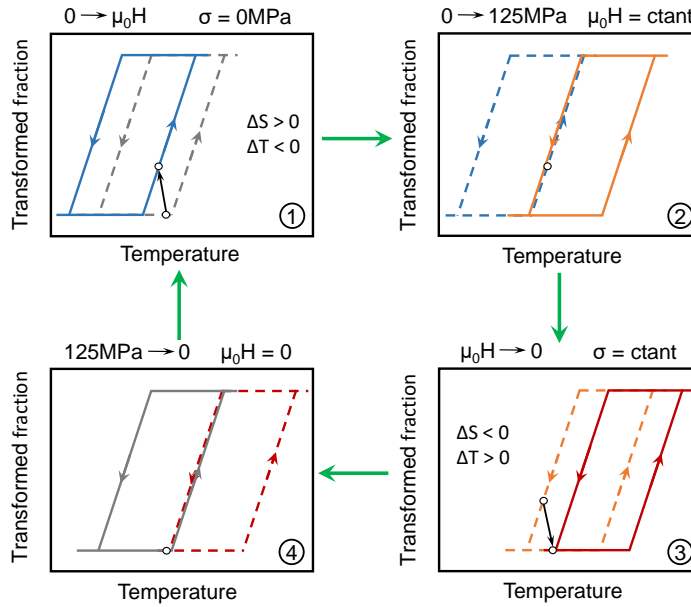 0 → μ₀H σ = 0MPa
Transformed fraction
ΔS > 0
ΔT < 0
1
Temperature
0 → 125MPa μ₀H = ctant
Transformed fraction
2
Temperature
μ₀H → 0 σ = ctant
Transformed fraction
ΔS < 0
ΔT > 0
3
Temperature
125MPa → 0 μ₀H = 0
Transformed fraction
4
Temperature